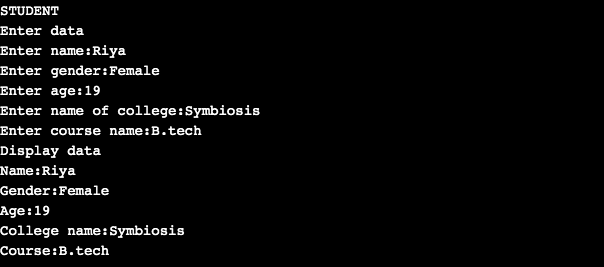 STUDENT
Enter data
Enter name:Riya
Enter gender:Female
Enter age:19
Enter name of college:Symbiosis
Enter course name:B.tech
Display data
Name:Riya
Gender:Female
Age:19
College name:Symbiosis
Course:B.tech